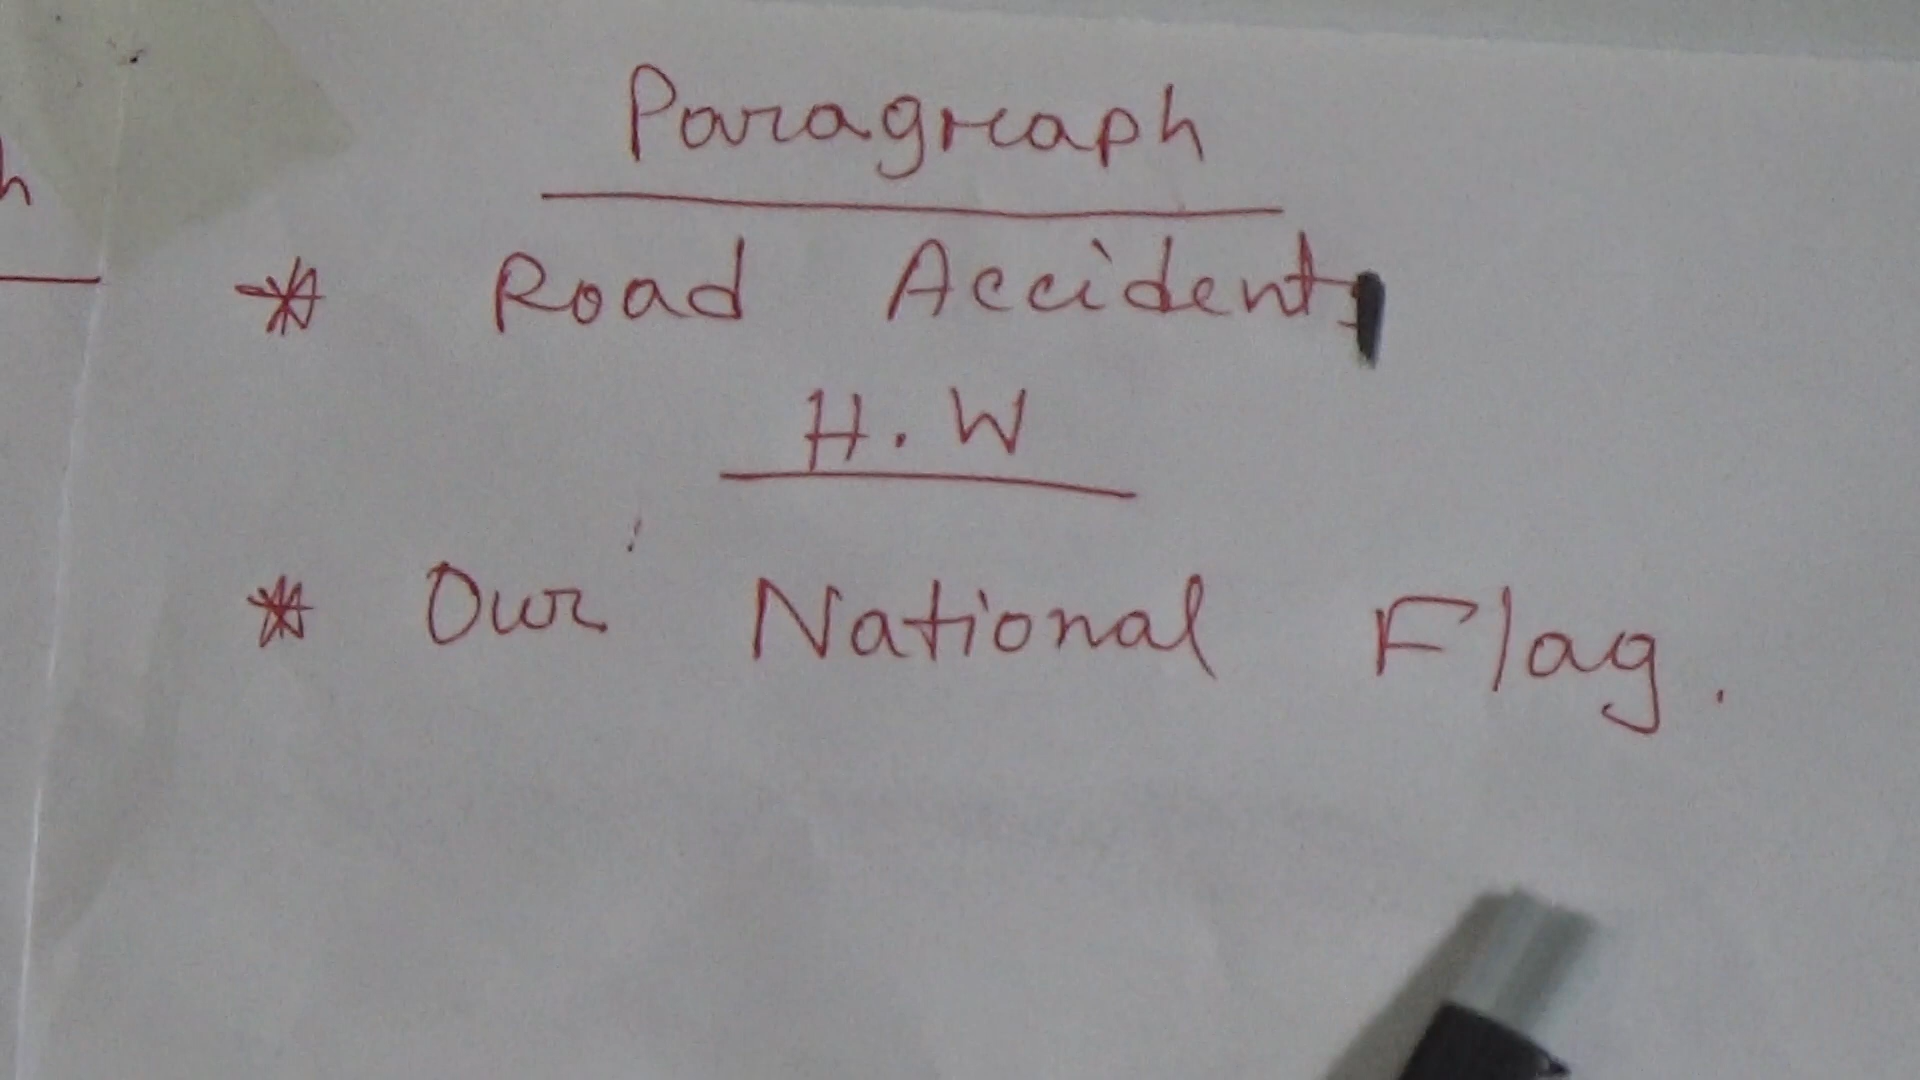 Paragraph
* Road Accident
H.W
* Our National Flag.